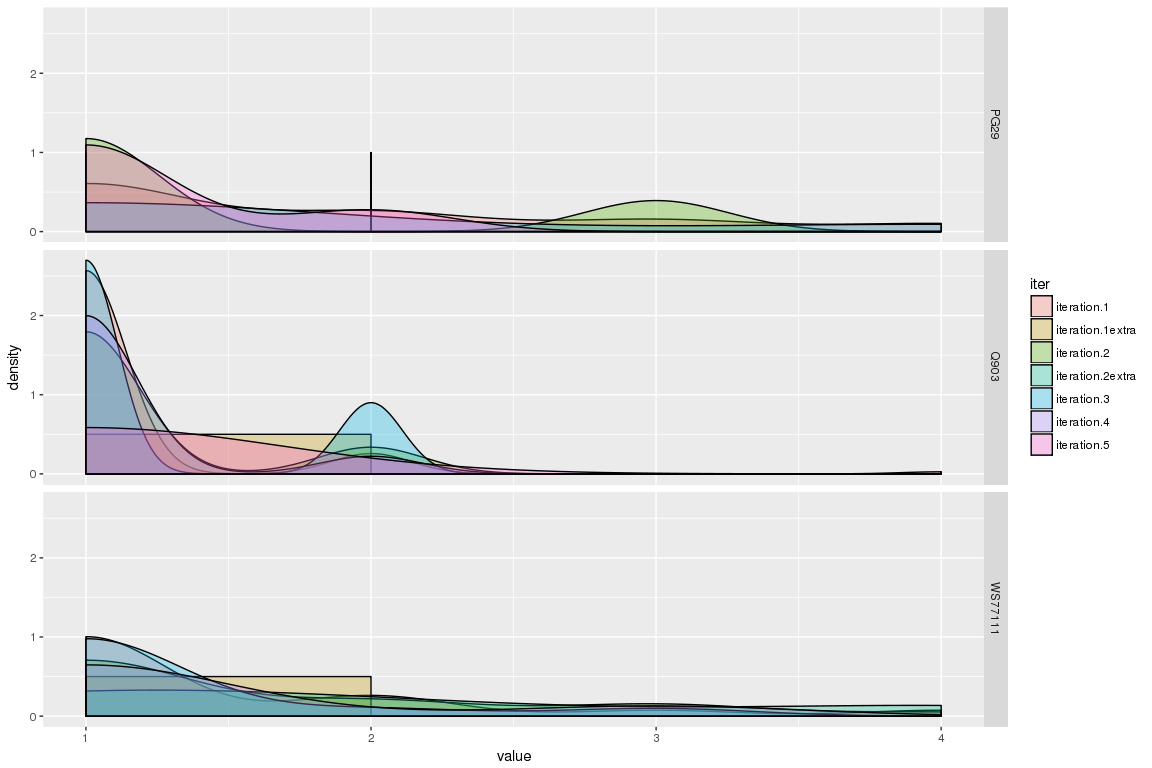 2
1
0
PG29
2
1
0
Q903
2
1
0
WS77111
1
2
3
4
value
density
iter
iteration.1
iteration.1extra
iteration.2
iteration.2extra
iteration.3
iteration.4
iteration.5